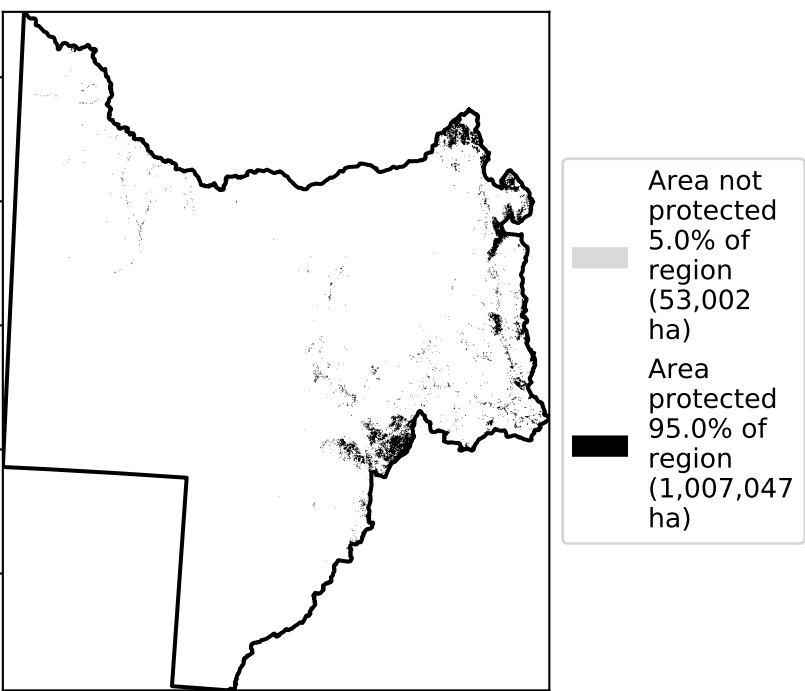 Area not
protected
5.0% of
region
(53,002
ha)
Area
protected
95.0% of
region
(1,007,047
ha)